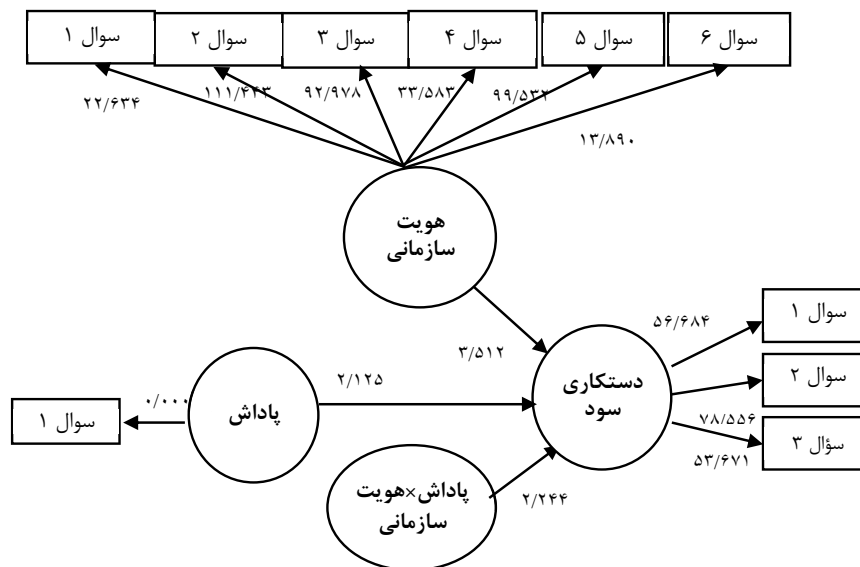 سوال ۱
سوال ۲
سوال ۳
سوال ۴
سوال ۵
سوال ۶
۲۲/۶۳۴
۱۱۱/۴۴۳
۹۲/۹۷۸
۳۳/۵۸۳
۹۹/۵۳۲
۱۳/۸۹۰
هویت
سازمانی
۳/۵۱۲
۵۶/۶۸۴
سوال ۱
سوال ۲
۷۸/۵۵۶
سؤال ۳
۵۳/۶۷۱
دستکاری
سود
۲/۱۲۵
پاداش
۰/۰۰۰
سوال ۱
پاداش×هویت
سازمانی
۲/۲۴۴